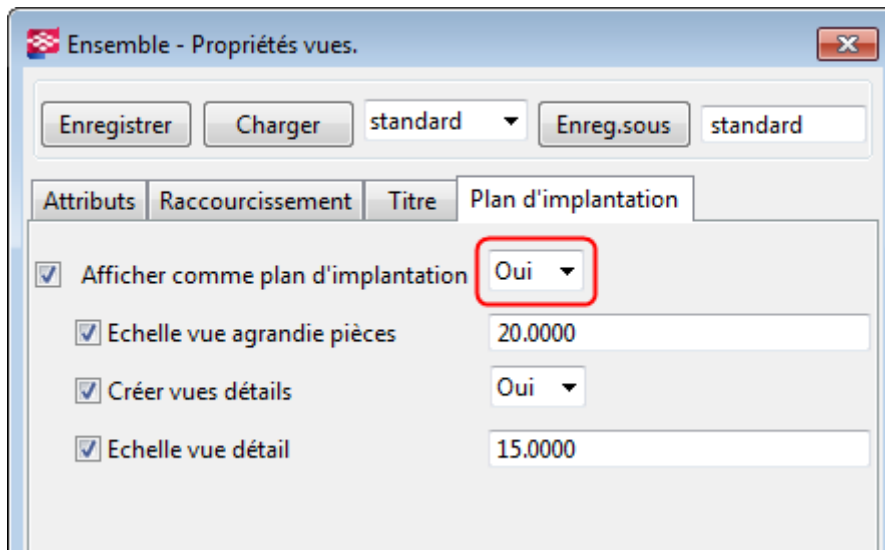 Ensemble - Propriétés vues.
Enregistrer Charger standard Enreg.sous standard
Attributs Raccourcissement Titre Plan d'implantation
Afficher comme plan d'implantation Oui
Echelle vue agrandie pièces 20.0000
Créer vues détails Oui
Echelle vue détail 15.0000